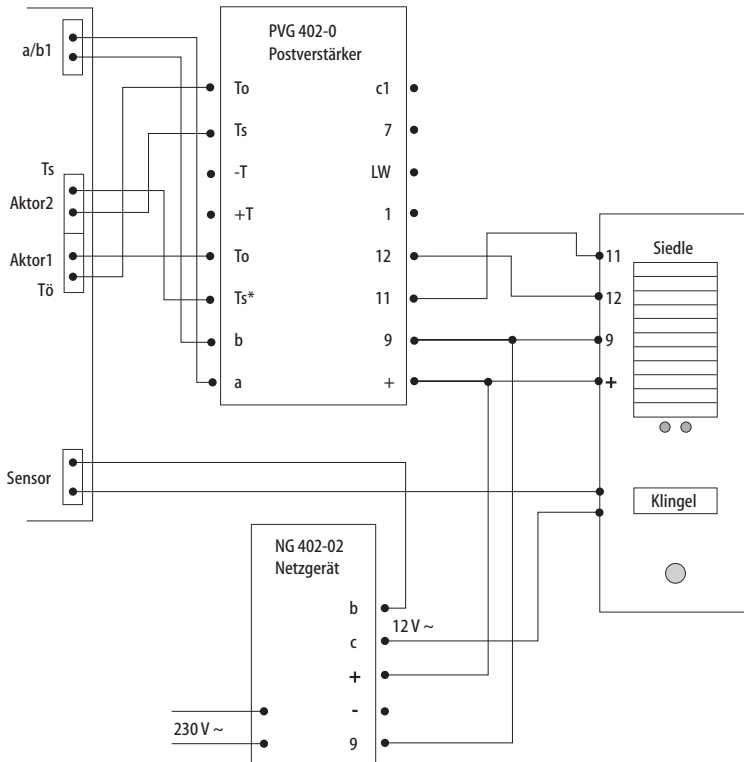 a/b1
Ts
Aktor2
Aktor1
Tö
Sensor
PVG 402-0
Postverstärker
To
Ts
-T
+T
To
Ts*
b
a
c1
7
LW
1
12
11
9
+
11
12
9
+
Siedle
Klingel
NG 402-02
Netzgerät
b
c
+
-
9
12 V ~
230 V ~